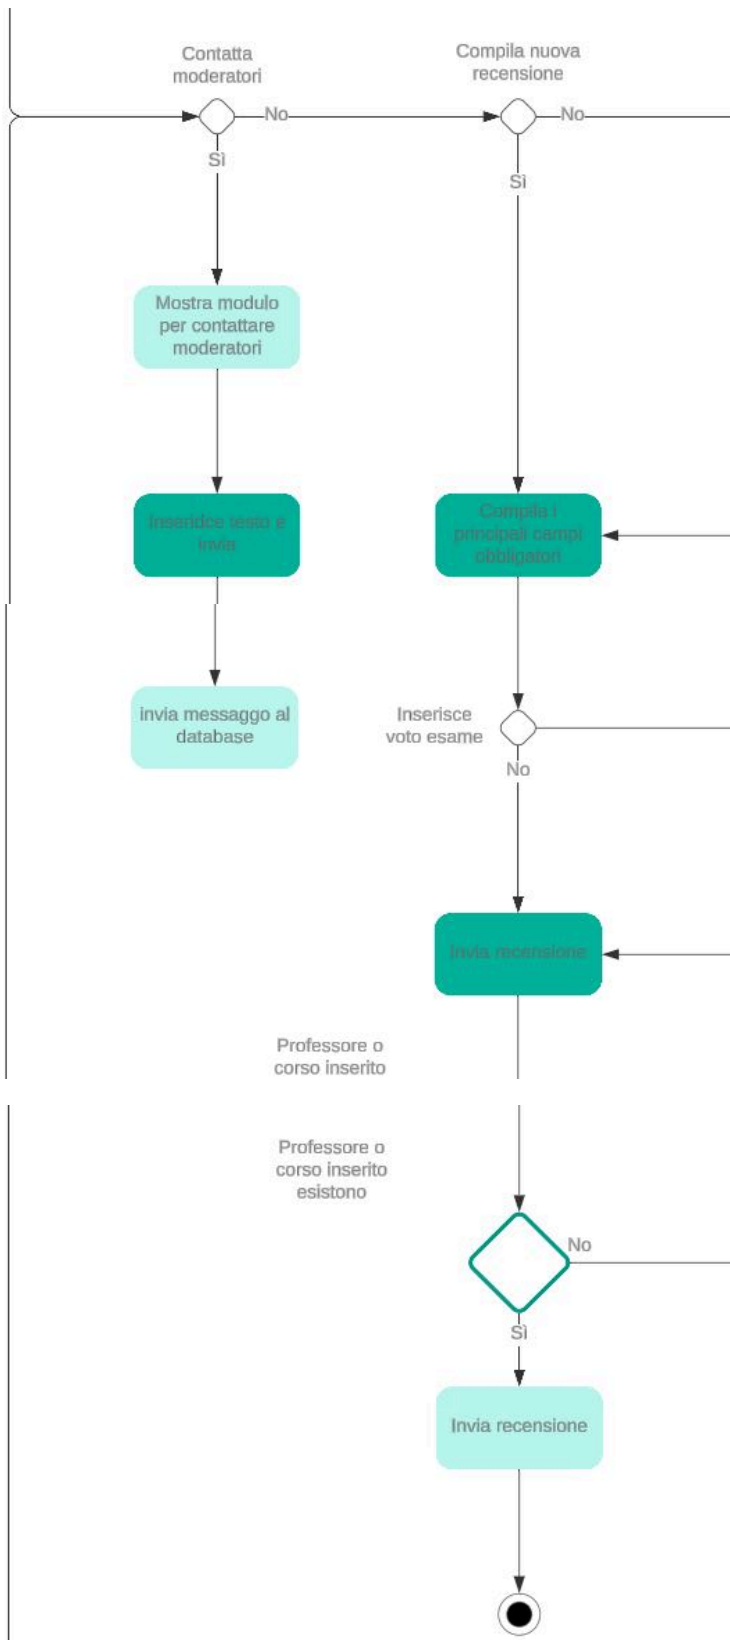 Contatta
moderatori
Compila nuova
recensione
No
No
Sì
Sì
Mostra modulo
per contattare
moderatori
Inseridce testo e
invia
Compila i
principali campi
obbligatori
invia messaggo al
database
Inserisce
voto esame
No
Invia recensione
Professore o
corso inserito
Professore o
corso inserito
esistono
No
Sì
Invia recensione